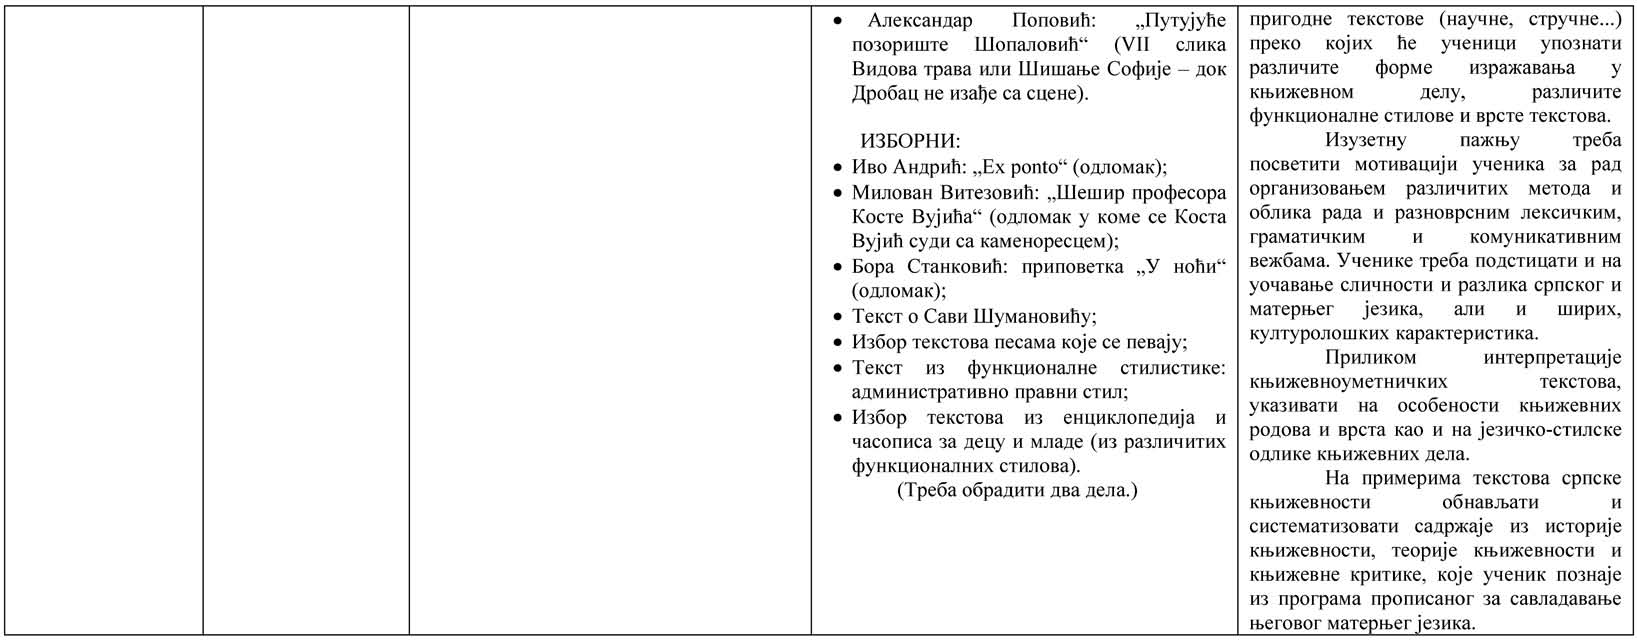 • Александар Поповић: „Путујуће
позориште Шопаловић“ (VII слика
Видова трава или Шишање Софије – док
Дробац не изађе са сцене).
ИЗБОРНИ:
• Иво Андрић: „Ex ponto“ (одломак);
• Милован Витезовић: „Шешир професора
Косте Вујића“ (одломак у коме се Коста
Вујић суди са каменоресцем);
• Бора Станковић: приповетка „У ноћи“
(одломак);
• Текст о Сави Шумановићу;
• Избор текстова песама које се певају;
• Текст из функционалне стилистике:
административно правни стил;
• Избор текстова из енциклопедија и
часописа за децу и младе (из различитих
функционалних стилова).
(Треба обрадити два дела.)
пригодне текстове (научне, стручне...)
преко којих ће ученици упознати
различите форме изражавања у
књижевном делу, различите
функционалне стилове и врсте текстова.
Изузетну пажњу треба
посветити мотивацији ученика за рад
организовањем различитих метода и
облика рада и разноврсним лексичким,
граматичким и комуникативним
вежбама. Ученике треба подстицати и на
уочавање сличности и разлика српског и
матерњег језика, али и ширих,
културолошких карактеристика.
Приликом интерпретације
књижевноуметничких текстова,
указивати на особености књижевних
родова и врста као и на језичко-стилске
одлике књижевних дела.
На примерима текстова српске
књижевности обнављати и
систематизовати садржаје из историје
књижевности, теорије књижевности и
књижевне критике, које ученик познаје
из програма прописаног за савладавање
његовог матерњег језика.